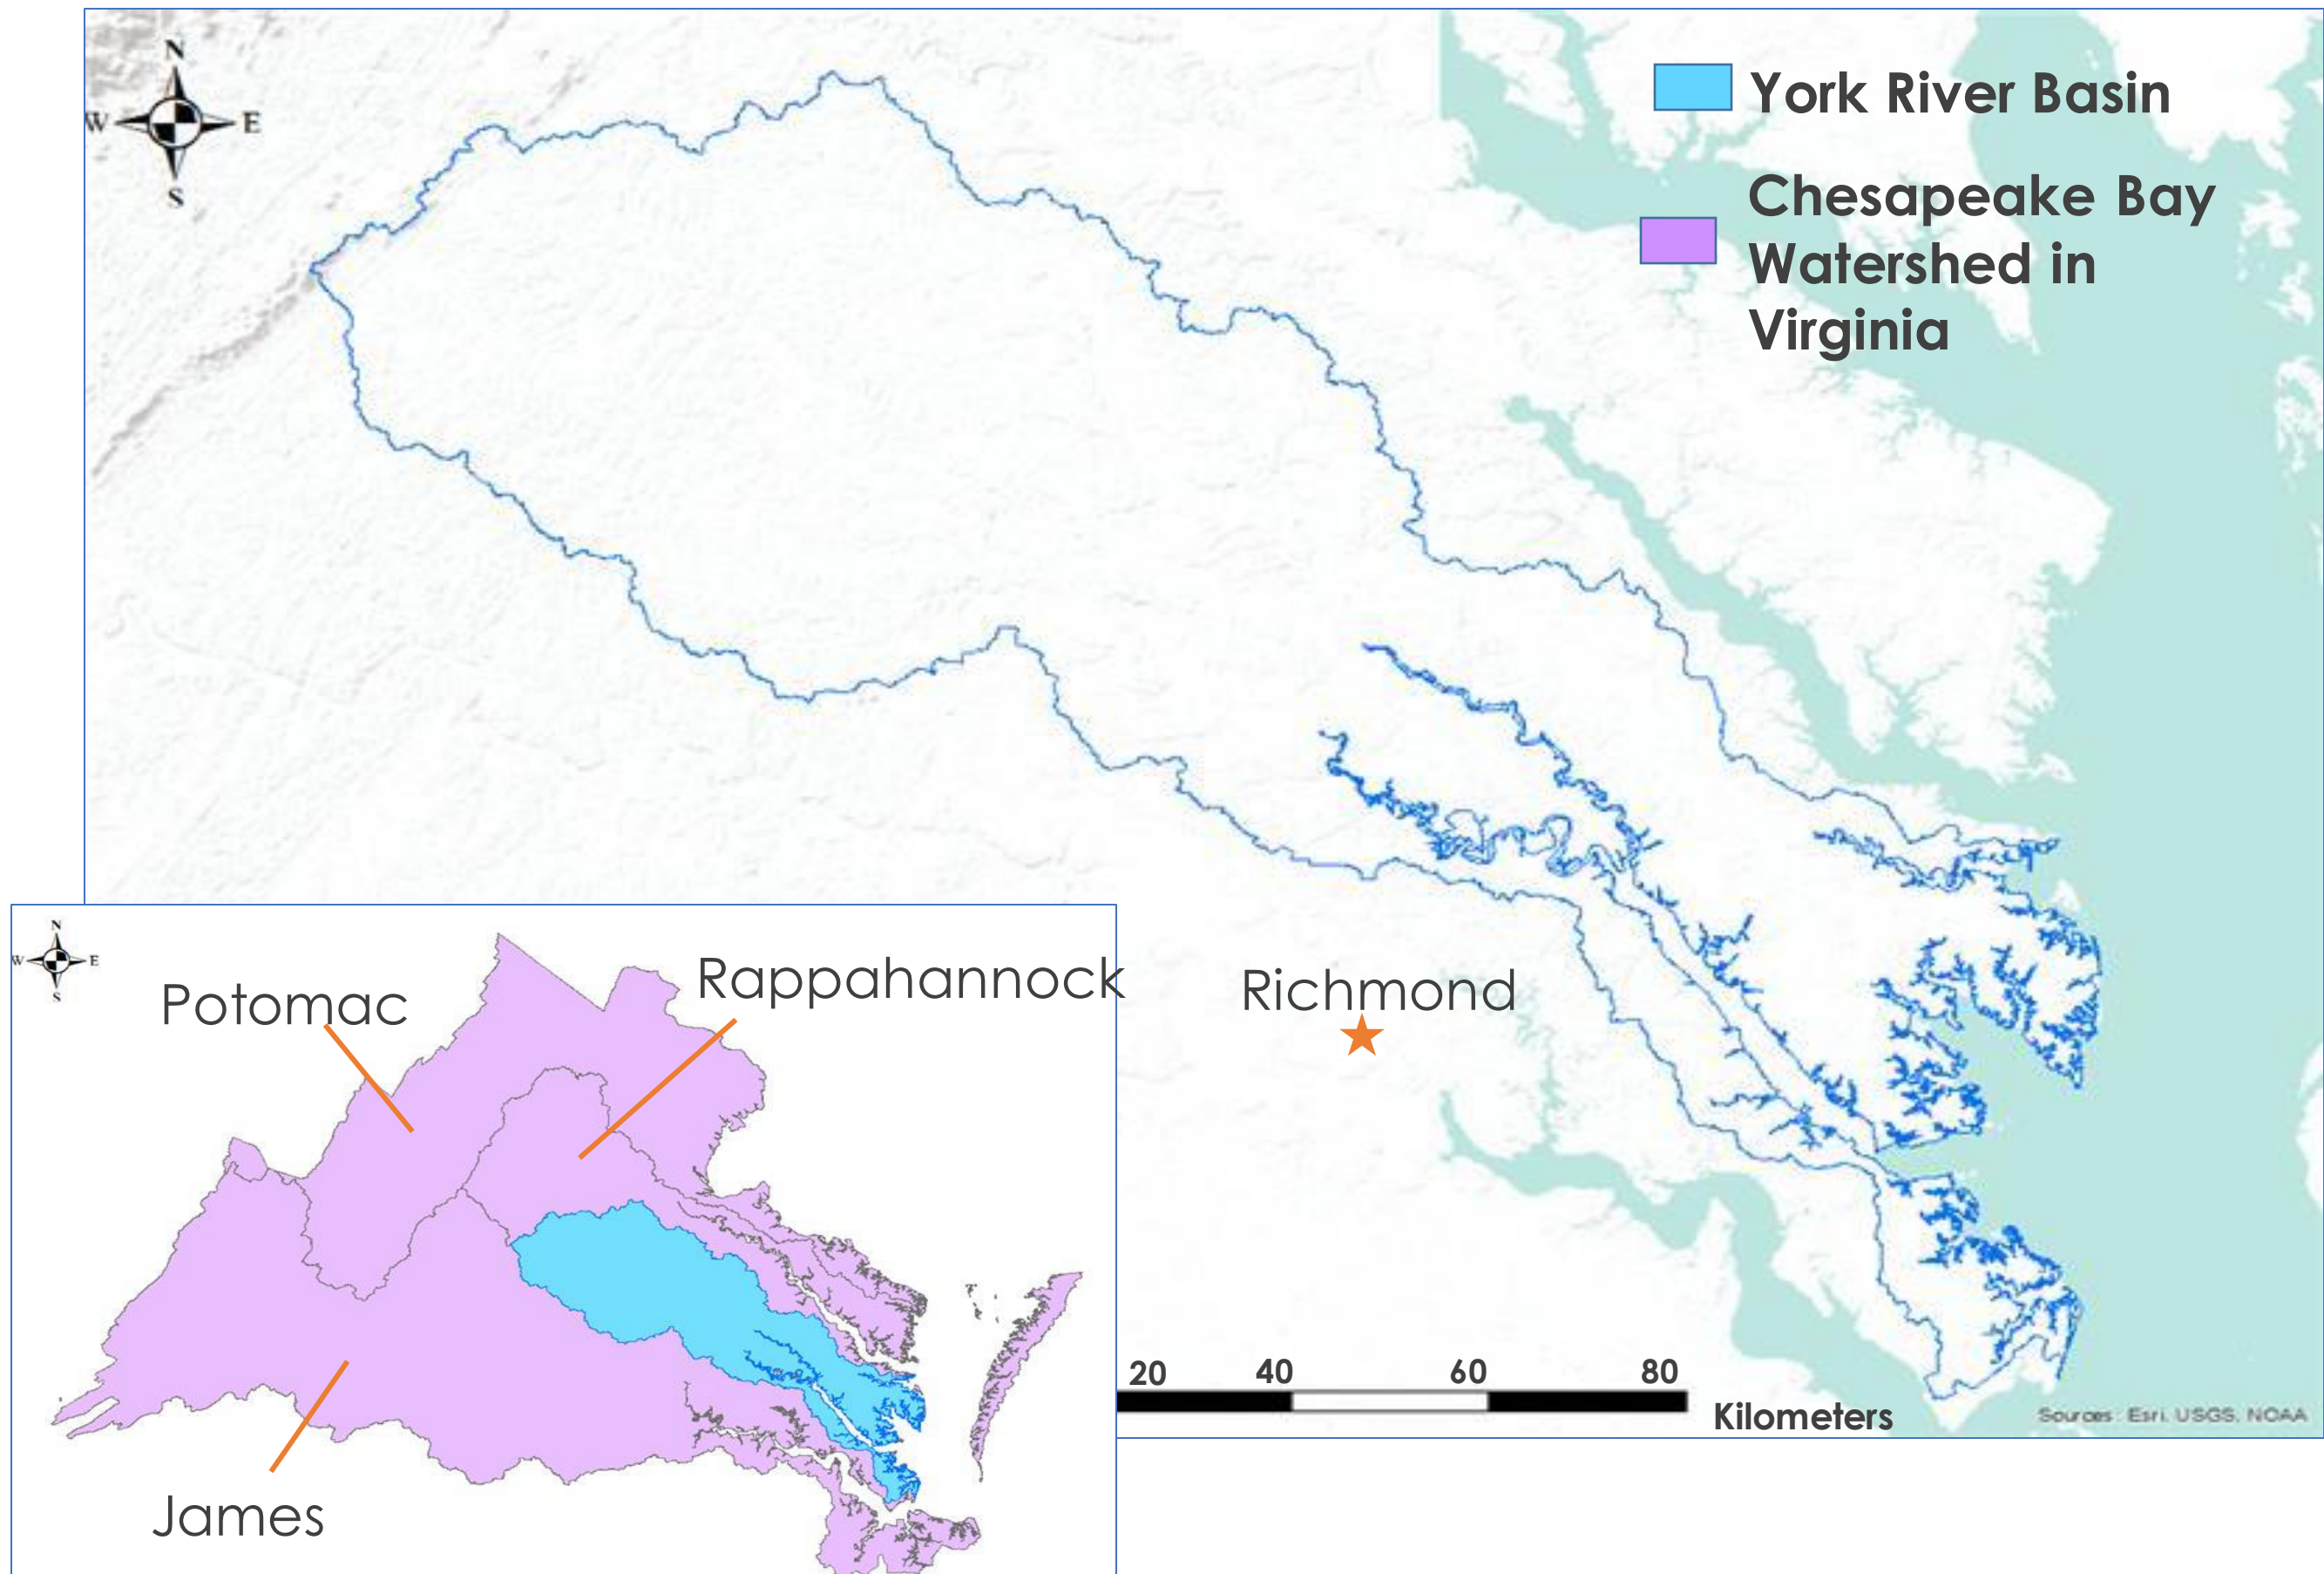 N
W E
S
York River Basin
Chesapeake Bay
Watershed in
Virginia
N
W E
S
Potomac
Rappahannock
Richmond
James
20 40 60 80
Kilometers
Sources: Esri, USGS, NOAA